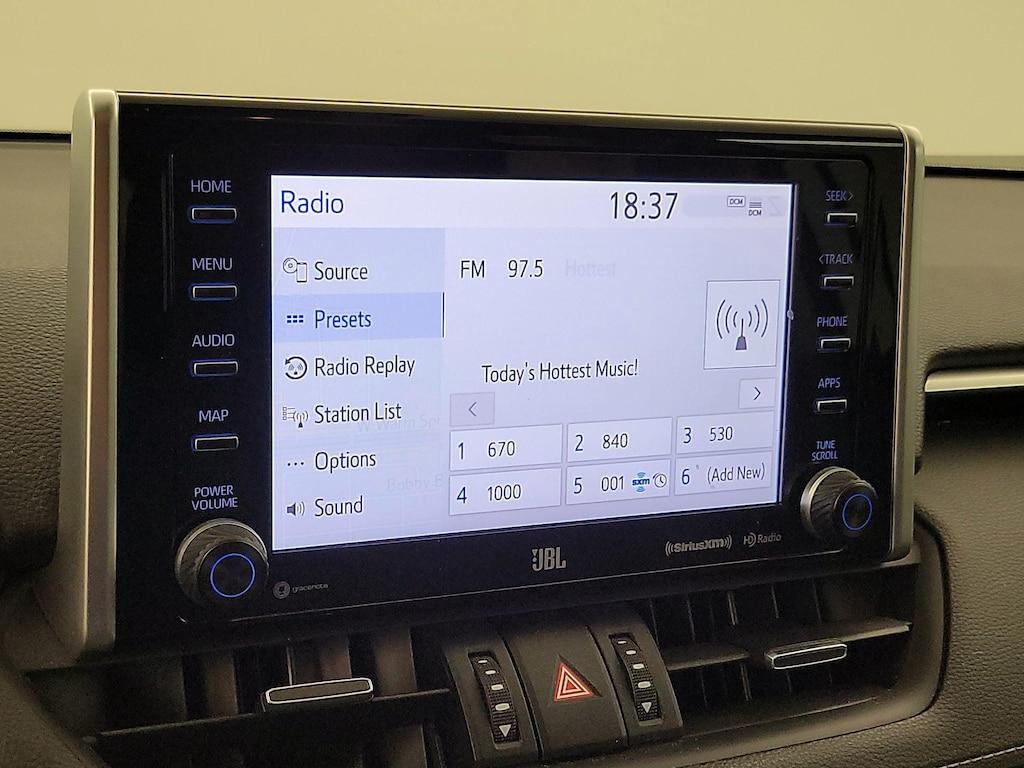 HOME
MENU
AUDIO
MAP
POWER
VOLUME
Radio
18:37
DCM
DCM
Source
Presets
Radio Replay
Station List
Options
Sound
FM 97.5 Hottest
Today's Hottest Music!
<
>
1 670
2 840
3 530
4 1000
5 001 sxm
6 (Add New)
SEEK>
<TRACK
PHONE
APPS
TUNE
SCROLL
gracenote
JBL
SiriusXM
HD Radio